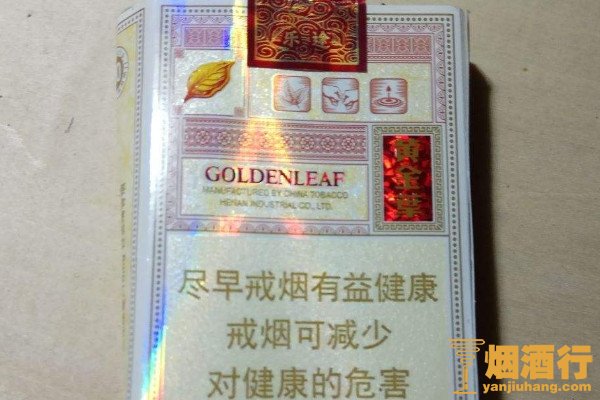 乐途
GOLDENLEAF
MANUFACTURED BY CHINA TOBACCO
HENAN INDUSTRIAL CO., LTD.
黄金叶
尽早戒烟有益健康
戒烟可减少
对健康的危害
烟酒行
yanjiuhang.com